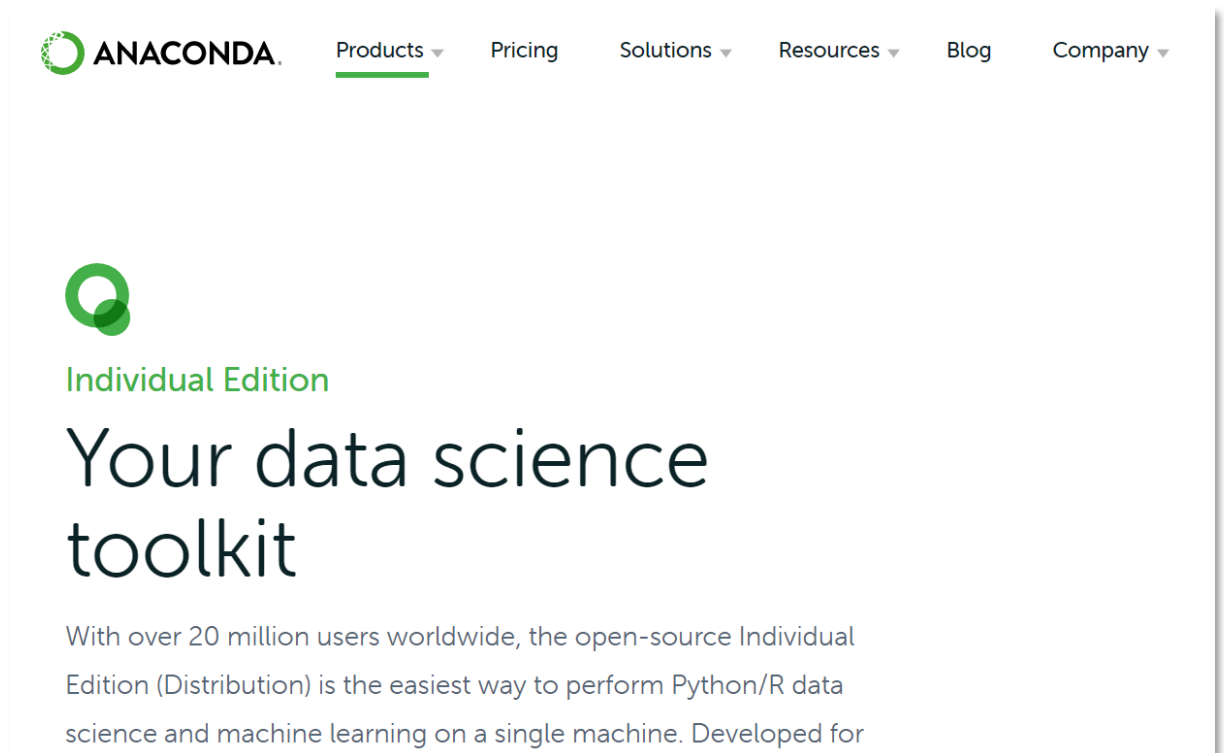 ANACONDA.
Products Pricing Solutions Resources Blog Company
Individual Edition
Your data science
toolkit
With over 20 million users worldwide, the open-source Individual
Edition (Distribution) is the easiest way to perform Python/R data
science and machine learning on a single machine. Developed for